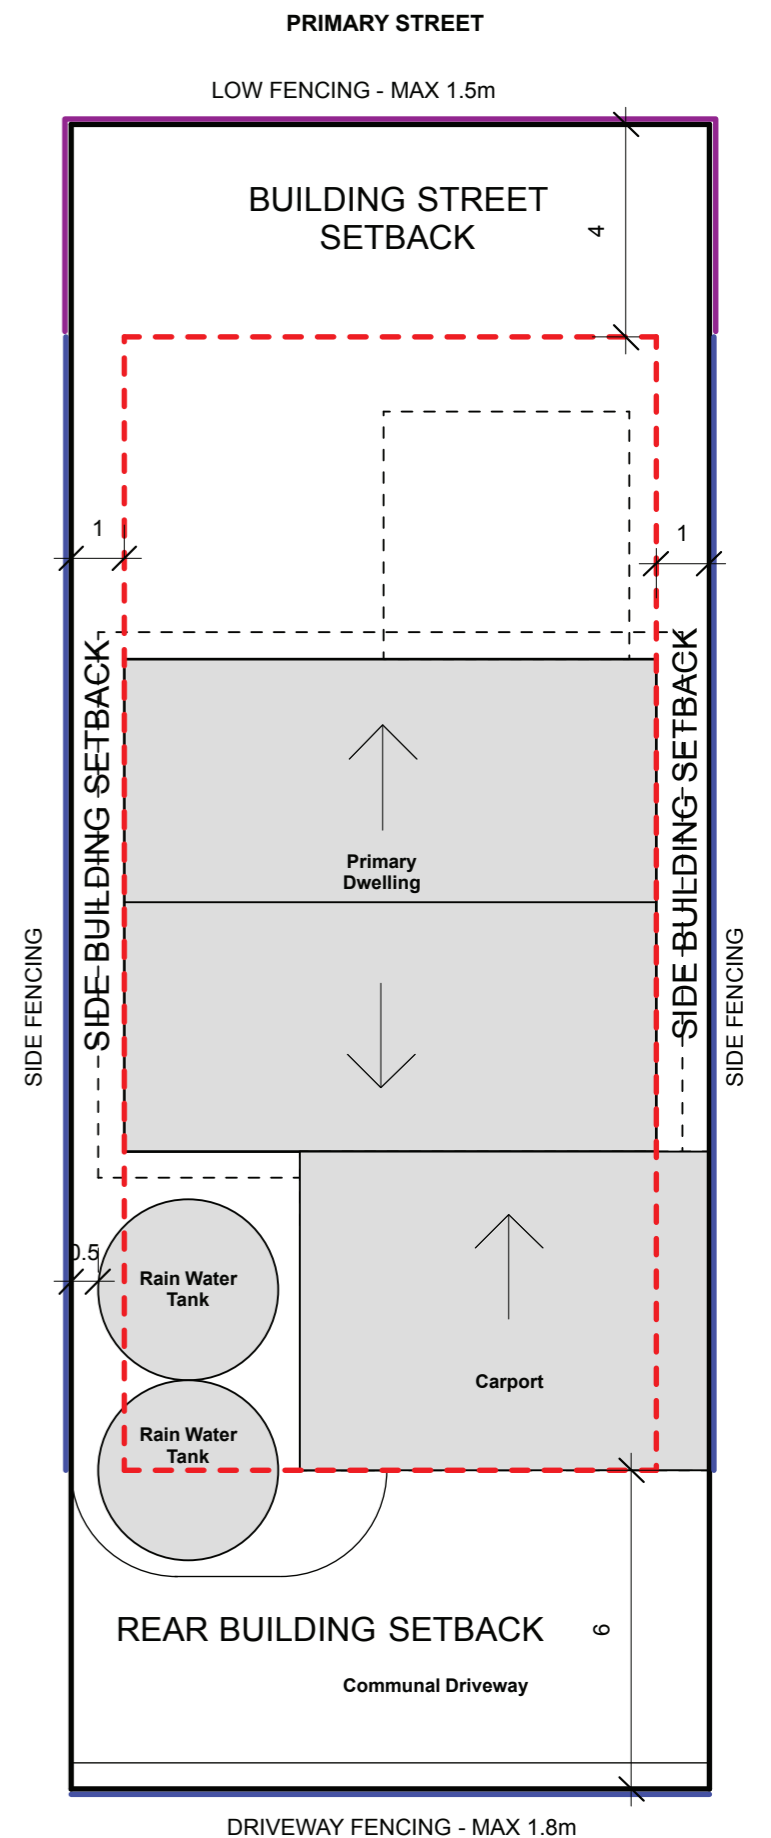 PRIMARY STREET
LOW FENCING - MAX 1.5m
BUILDING STREET
SETBACK
4
1
1
SIDE BUILDING SETBACK
SIDE BUILDING SETBACK
Primary
Dwelling
SIDE FENCING
SIDE FENCING
0.5
Rain Water
Tank
Carport
Rain Water
Tank
REAR BUILDING SETBACK
6
Communal Driveway
DRIVEWAY FENCING - MAX 1.8m